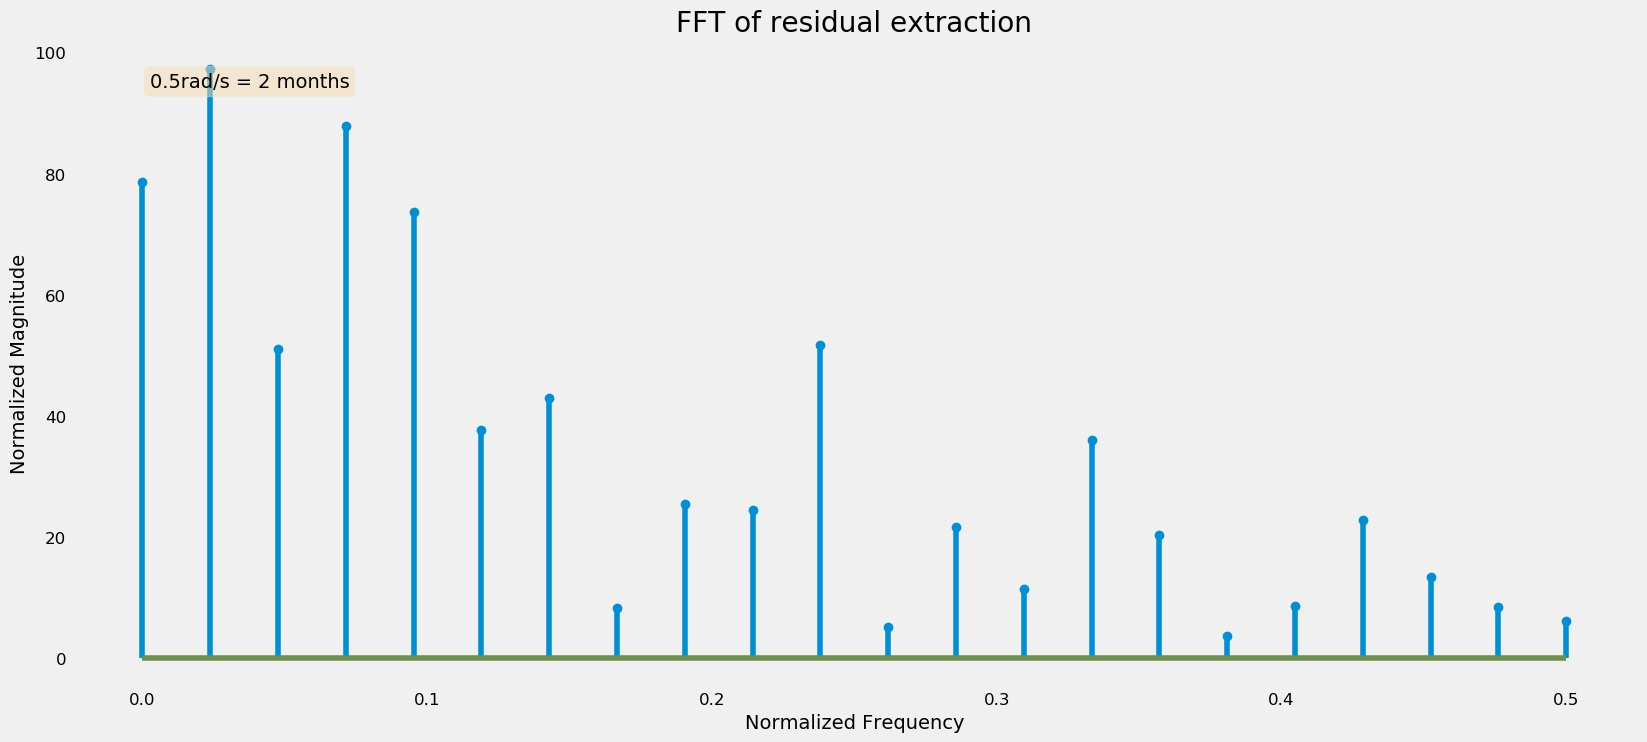 FFT of residual extraction
100
0.5rad/s = 2 months
80
60
40
20
0
Normalized Magnitude
0.0 0.1 0.2 0.3 0.4 0.5
Normalized Frequency